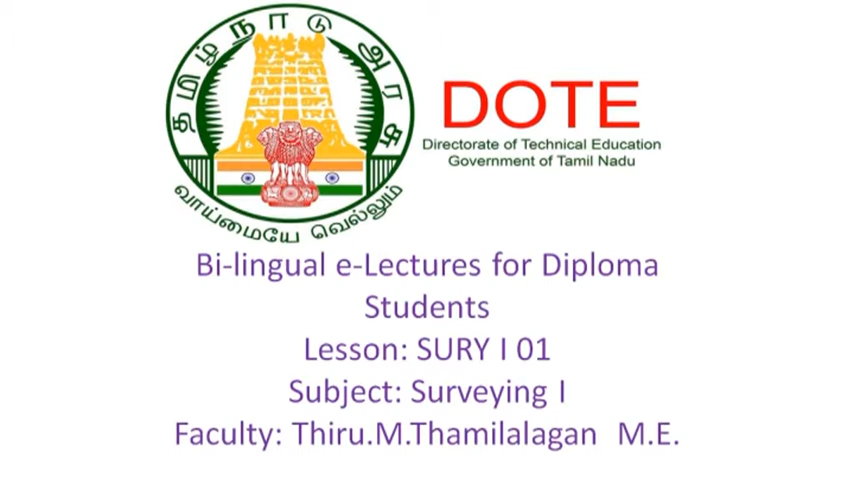 தமிழ் நாடு அரசு
வாய்மையே வெல்லும்
DOTE
Directorate of Technical Education
Government of Tamil Nadu
Bi-lingual e-Lectures for Diploma
Students
Lesson: SURY I 01
Subject: Surveying I
Faculty: Thiru.M.Thamilalagan M.E.